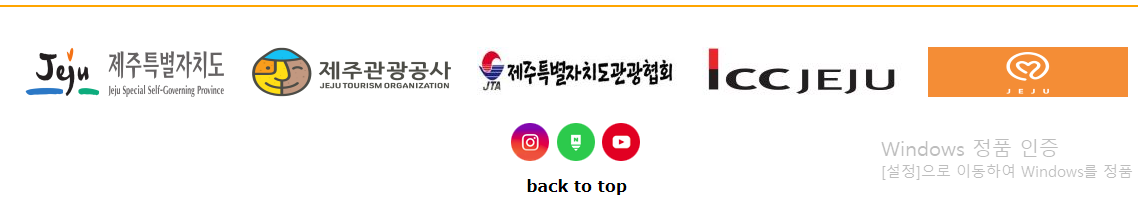 Jeju 제주특별자치도
Jeju Special Self-Governing Province
제주관광공사
JEJU TOURISM ORGANIZATION
JTA 제주특별자치도관광협회
ICCJEJU
JEJU
N
back to top
Windows 정품 인증
[설정]으로 이동하여 Windows를 정품